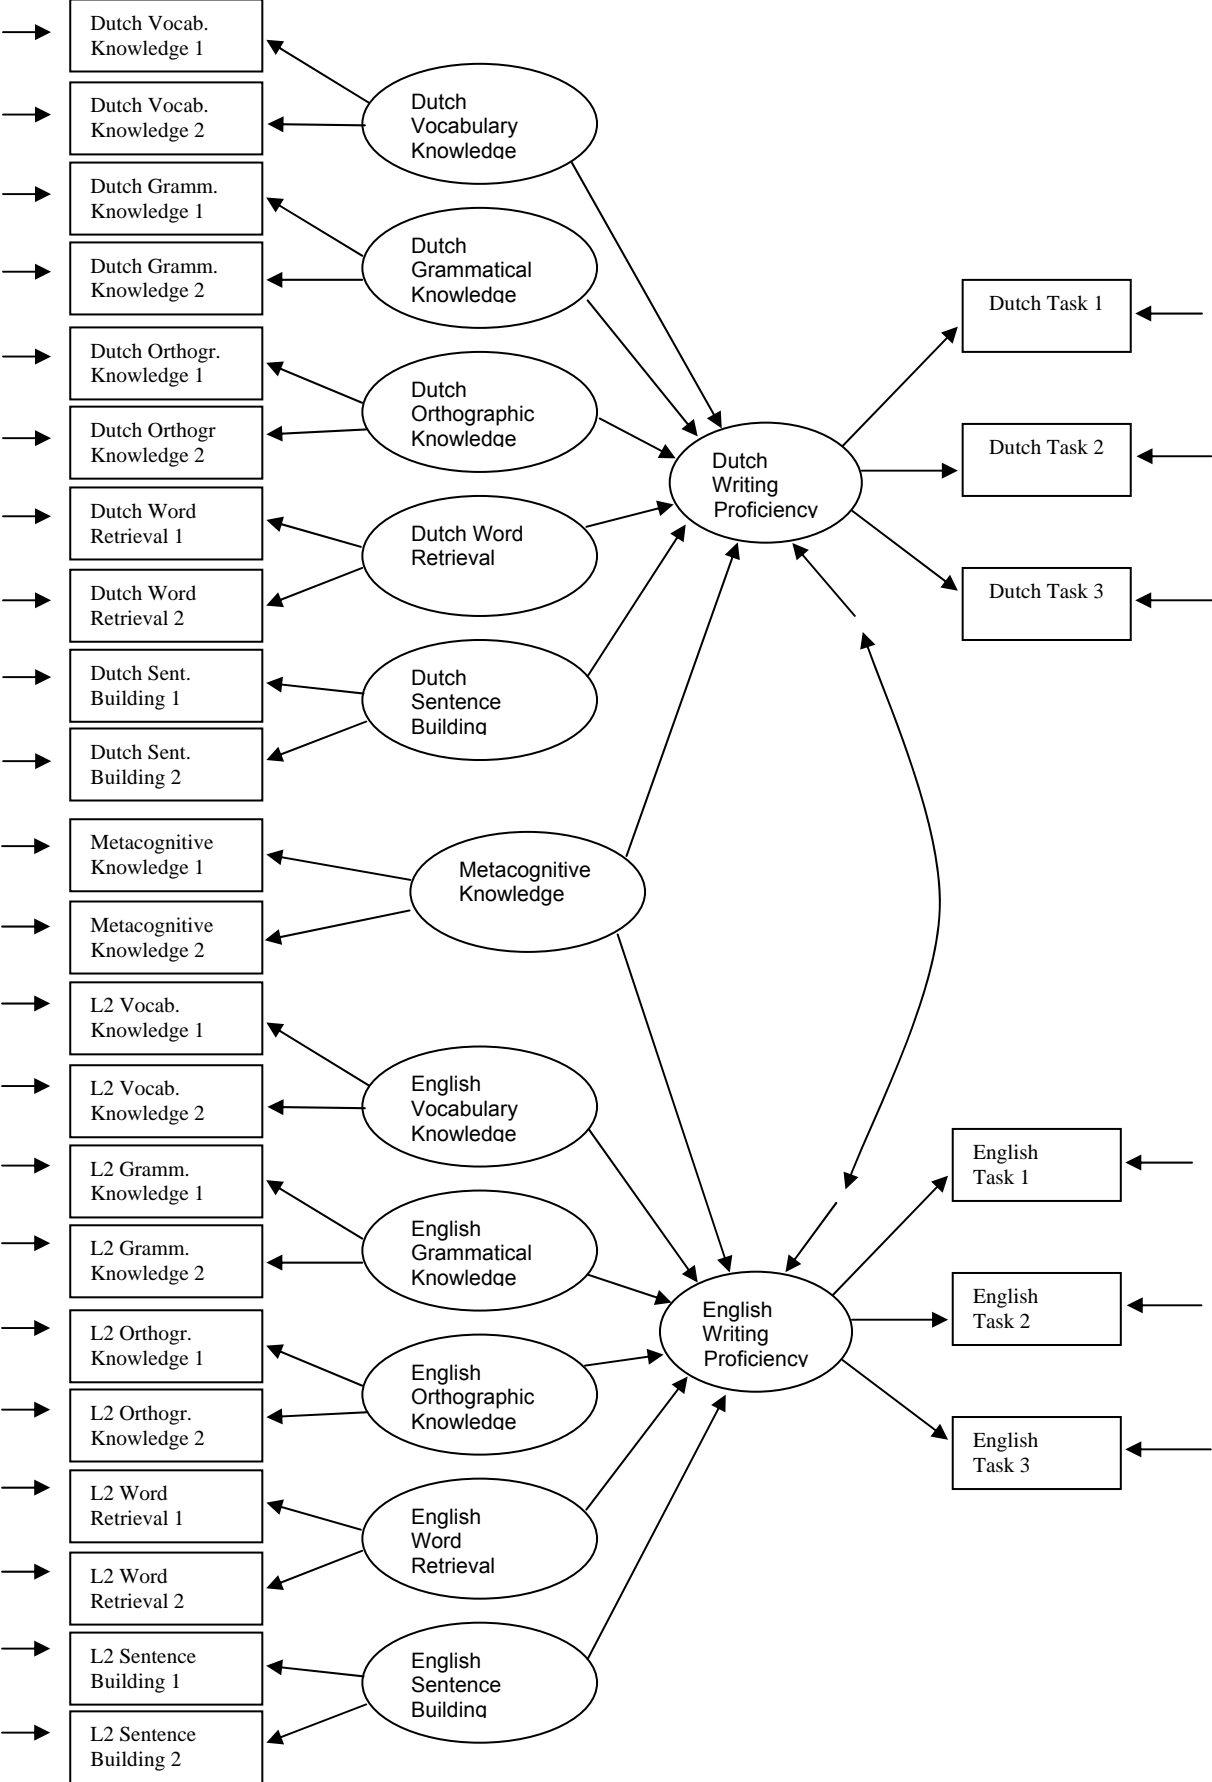 Dutch Vocab.
Knowledge 1
Dutch Vocab.
Knowledge 2
Dutch Gramm.
Knowledge 1
Dutch Gramm.
Knowledge 2
Dutch Orthogr.
Knowledge 1
Dutch Orthogr
Knowledge 2
Dutch Word
Retrieval 1
Dutch Word
Retrieval 2
Dutch Sent.
Building 1
Dutch Sent.
Building 2
Metacognitive
Knowledge 1
Metacognitive
Knowledge 2
L2 Vocab.
Knowledge 1
L2 Vocab.
Knowledge 2
L2 Gramm.
Knowledge 1
L2 Gramm.
Knowledge 2
L2 Orthogr.
Knowledge 1
L2 Orthogr.
Knowledge 2
L2 Word
Retrieval 1
L2 Word
Retrieval 2
L2 Sentence
Building 1
L2 Sentence
Building 2
Dutch
Vocabulary
Knowledge
Dutch
Grammatical
Knowledge
Dutch
Orthographic
Knowledge
Dutch Word
Retrieval
Dutch
Sentence
Building
Metacognitive
Knowledge
English
Vocabulary
Knowledge
English
Grammatical
Knowledge
English
Orthographic
Knowledge
English
Word
Retrieval
English
Sentence
Building
Dutch
Writing
Proficiency
English
Writing
Proficiency
Dutch Task 1
Dutch Task 2
Dutch Task 3
English
Task 1
English
Task 2
English
Task 3